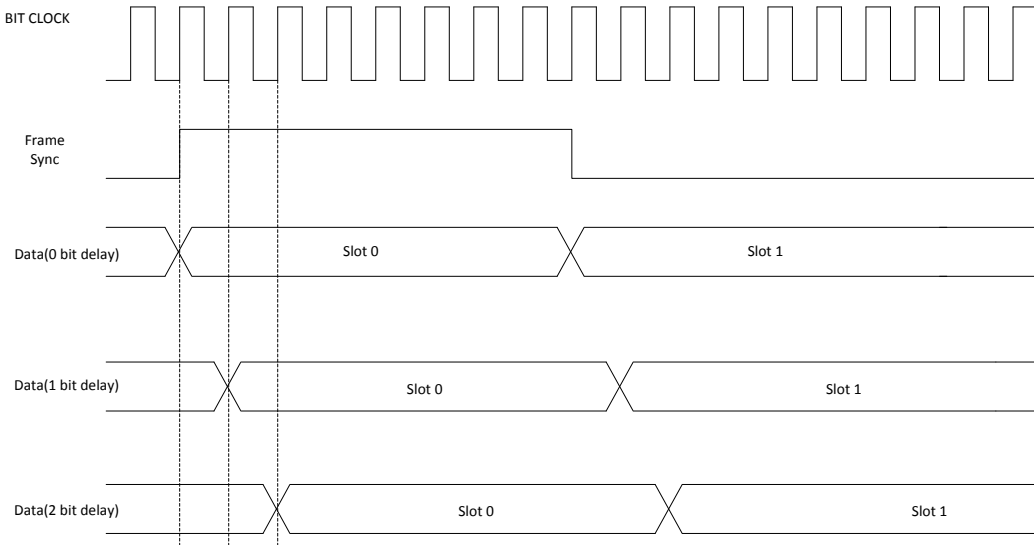 BIT CLOCK
Frame
Sync
Data(0 bit delay)
Slot 0
Slot 1
Data(1 bit delay)
Slot 0
Slot 1
Data(2 bit delay)
Slot 0
Slot 1